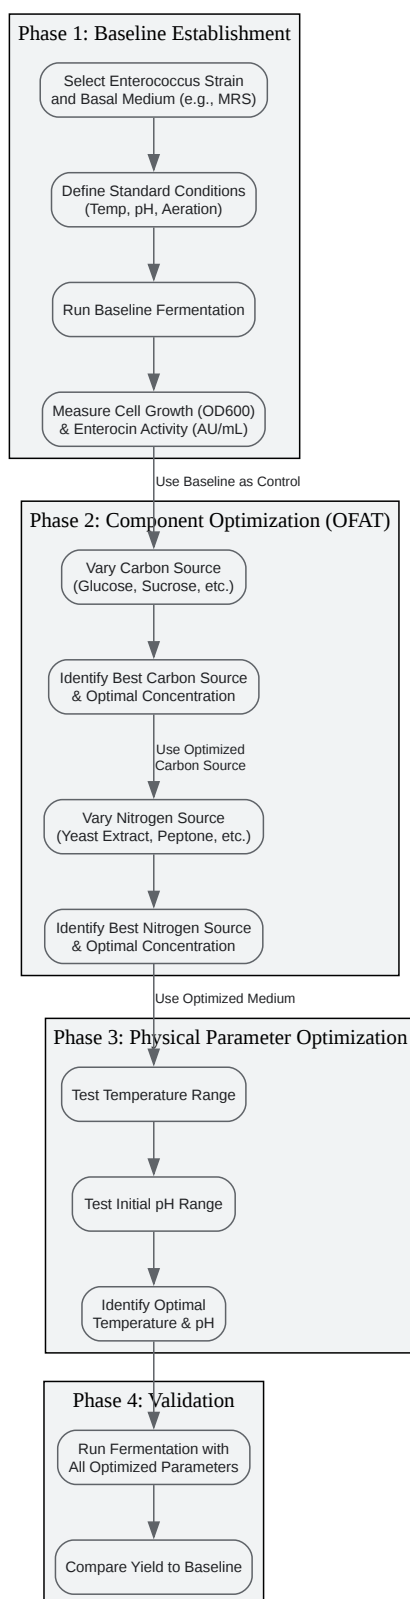 Phase 1: Baseline Establishment
Select Enterococcus Strain
and Basal Medium (e.g., MRS)
Define Standard Conditions
(Temp, pH, Aeration)
Run Baseline Fermentation
Measure Cell Growth (OD600)
& Enterocin Activity (AU/mL)
Use Baseline as Control
Phase 2: Component Optimization (OFAT)
Vary Carbon Source
(Glucose, Sucrose, etc.)
Identify Best Carbon Source
& Optimal Concentration
Use Optimized
Carbon Source
Vary Nitrogen Source
(Yeast Extract, Peptone, etc.)
Identify Best Nitrogen Source
& Optimal Concentration
Use Optimized Medium
Phase 3: Physical Parameter Optimization
Test Temperature Range
Test Initial pH Range
Identify Optimal
Temperature & pH
Phase 4: Validation
Run Fermentation with
All Optimized Parameters
Compare Yield to Baseline